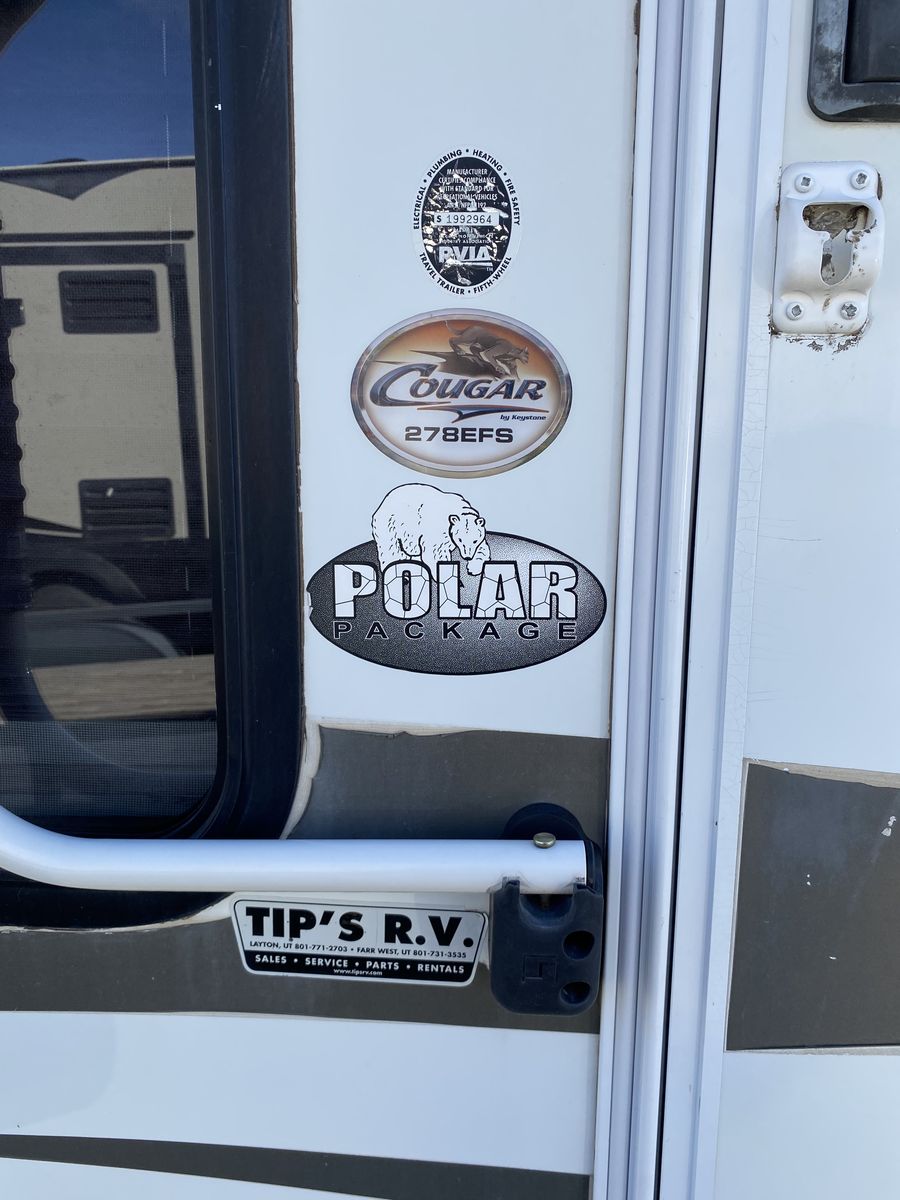 ELECTRICAL • PLUMBING • HEATING • FIRE SAFETY
MANUFACTURER
CERTIFIES COMPLIANCE
WITH STANDARD FOR
RECREATIONAL VEHICLES
S 1992964
RVIA
TM
TRAVEL TRAILER • FIFTH-WHEEL
COUGAR
by Keystone
278EFS
POLAR
PACKAGE
TIP'S R.V.
LAYTON, UT 801-771-2703 • FARR WEST, UT 801-731-3535
SALES • SERVICE • PARTS • RENTALS
www.tipsrv.com